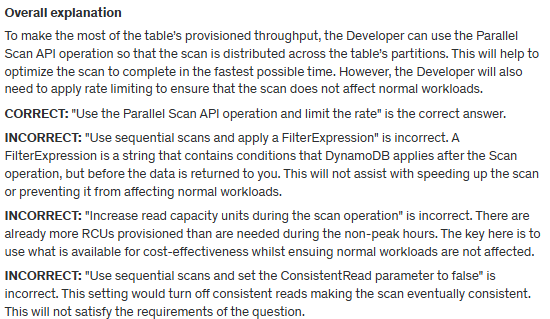 Overall explanation
To make the most of the table's provisioned throughput, the Developer can use the Parallel
Scan API operation so that the scan is distributed across the table's partitions. This will help to
optimize the scan to complete in the fastest possible time. However, the Developer will also
need to apply rate limiting to ensure that the scan does not affect normal workloads.
CORRECT: "Use the Parallel Scan API operation and limit the rate" is the correct answer.
INCORRECT: "Use sequential scans and apply a FilterExpression" is incorrect. A
FilterExpression is a string that contains conditions that DynamoDB applies after the Scan
operation, but before the data is returned to you. This will not assist with speeding up the scan
or preventing it from affecting normal workloads.
INCORRECT: "Increase read capacity units during the scan operation" is incorrect. There are
already more RCUs provisioned than are needed during the non-peak hours. The key here is to
use what is available for cost-effectiveness whilst ensuing normal workloads are not affected.
INCORRECT: "Use sequential scans and set the ConsistentRead parameter to false" is
incorrect. This setting would turn off consistent reads making the scan eventually consistent.
This will not satisfy the requirements of the question.